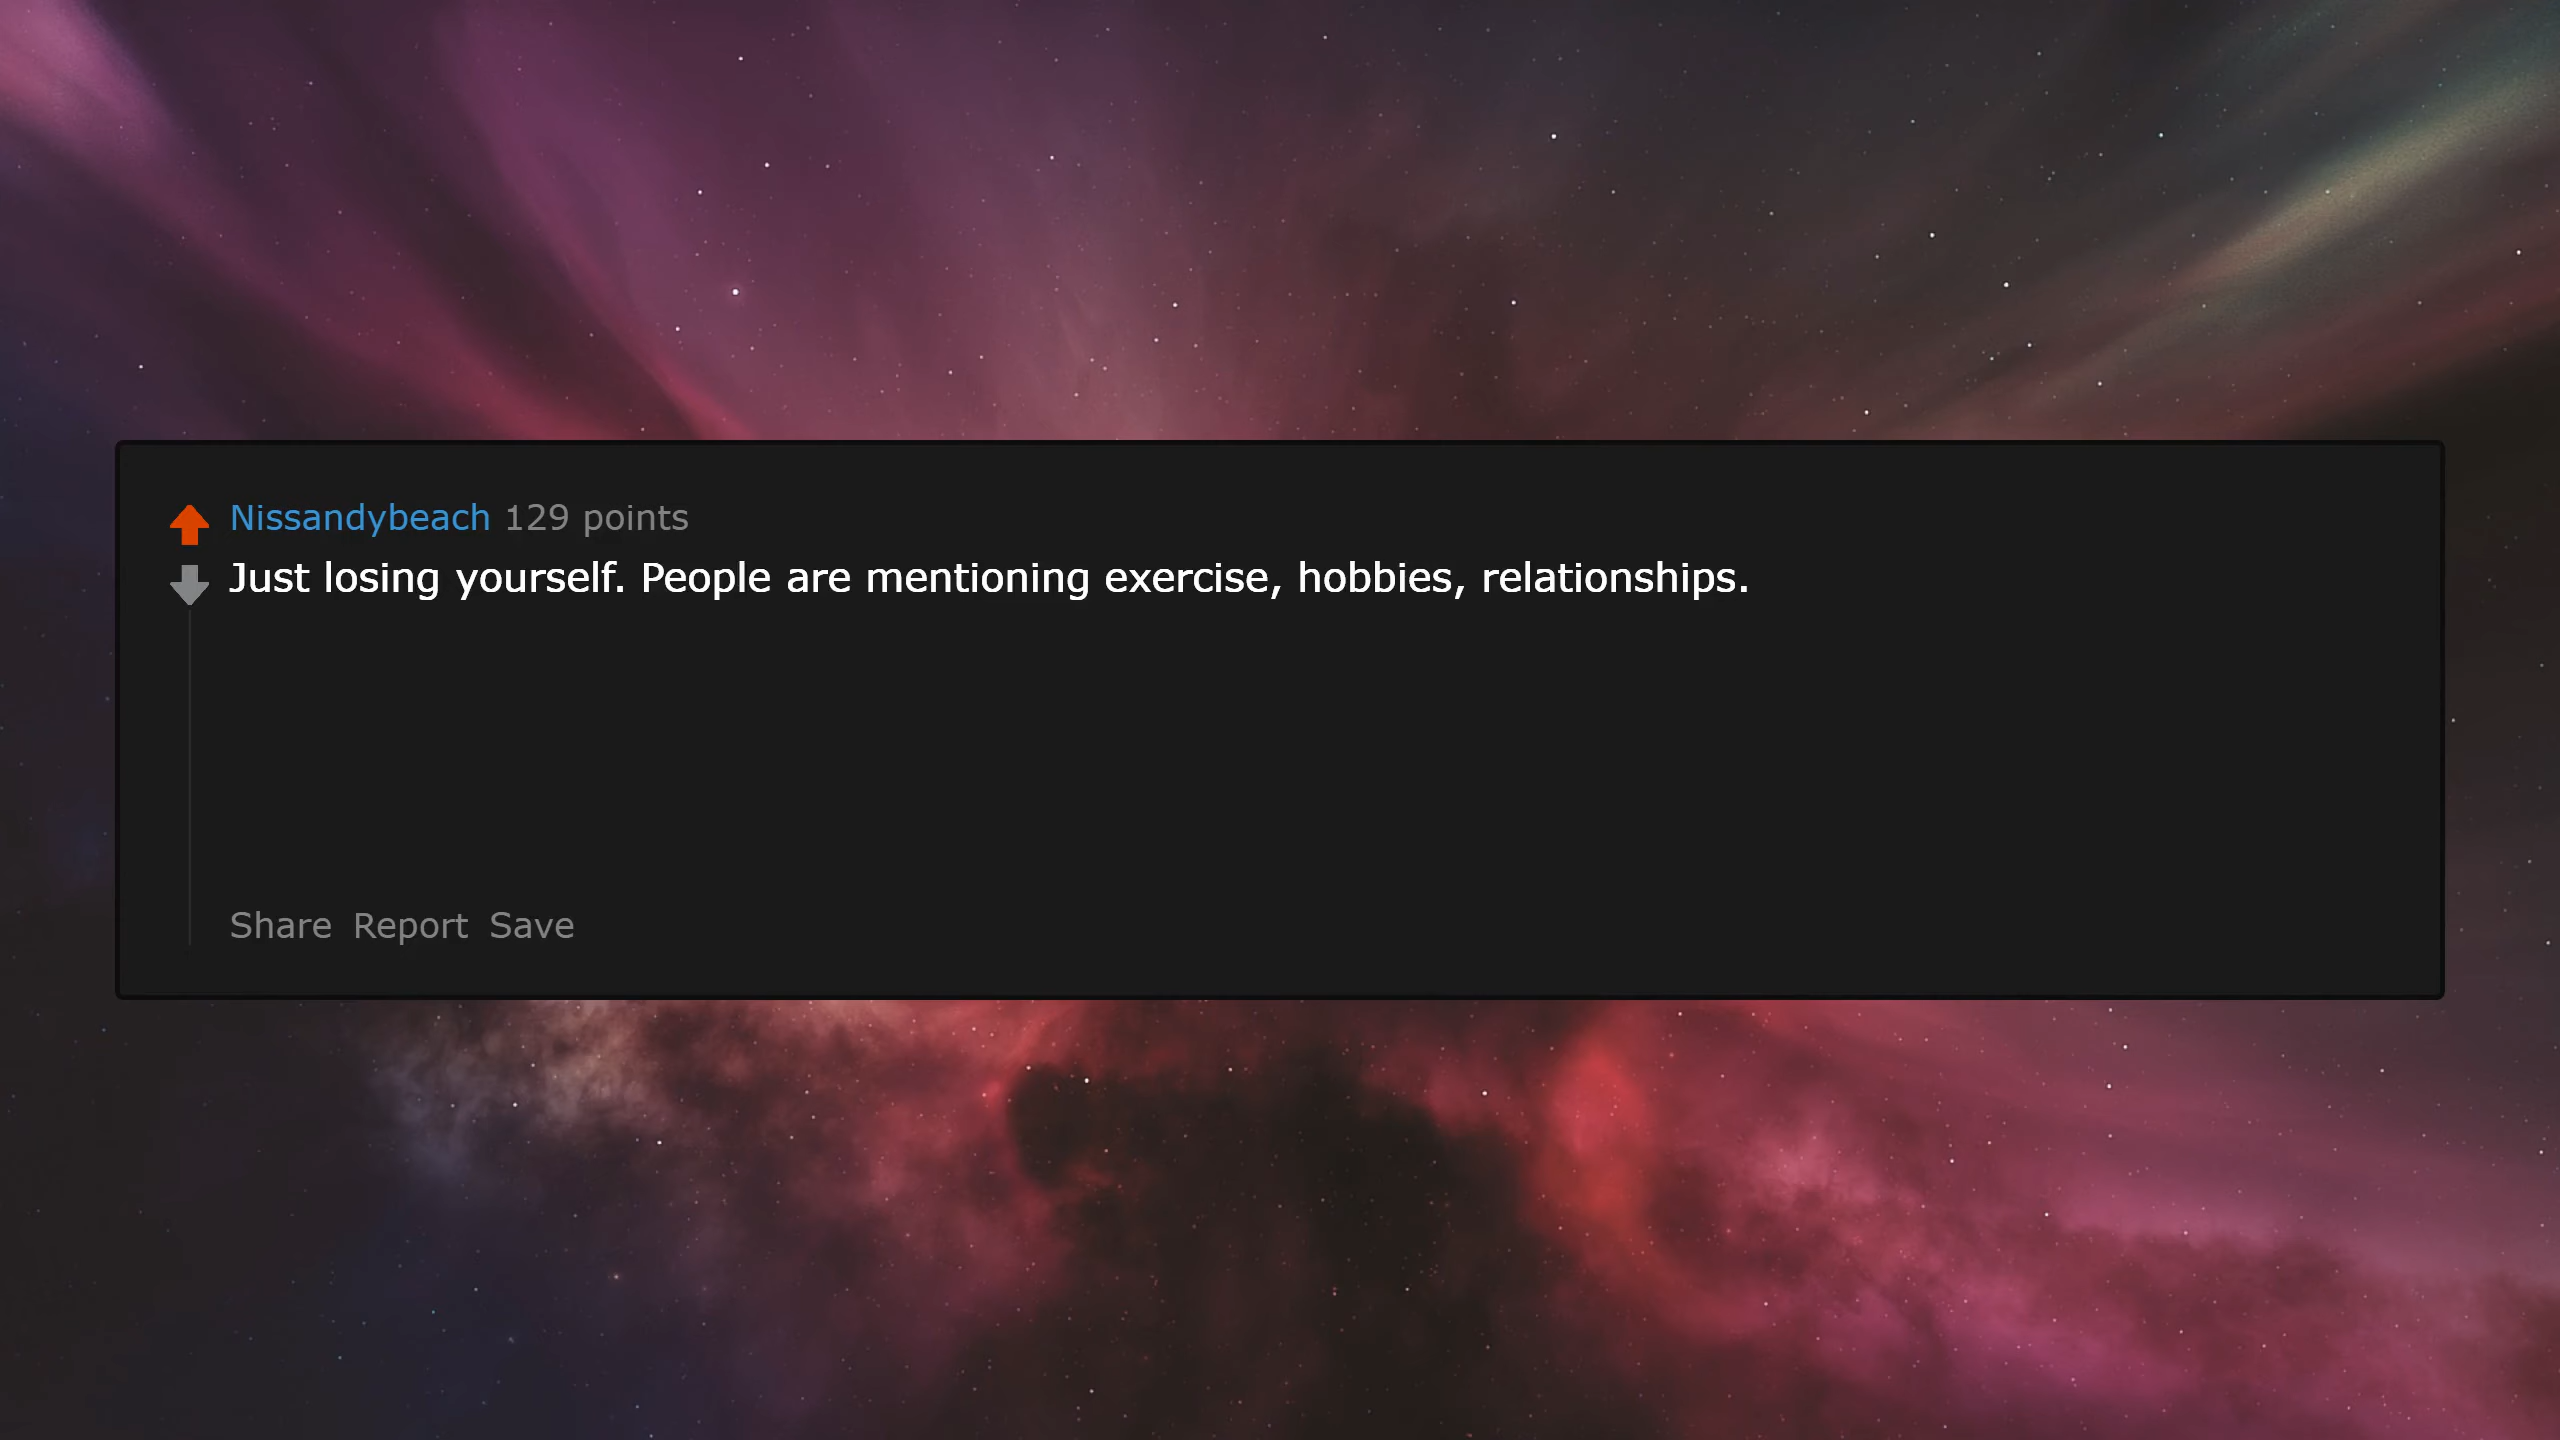 Nissandybeach 129 points
Just losing yourself. People are mentioning exercise, hobbies, relationships.
Share Report Save